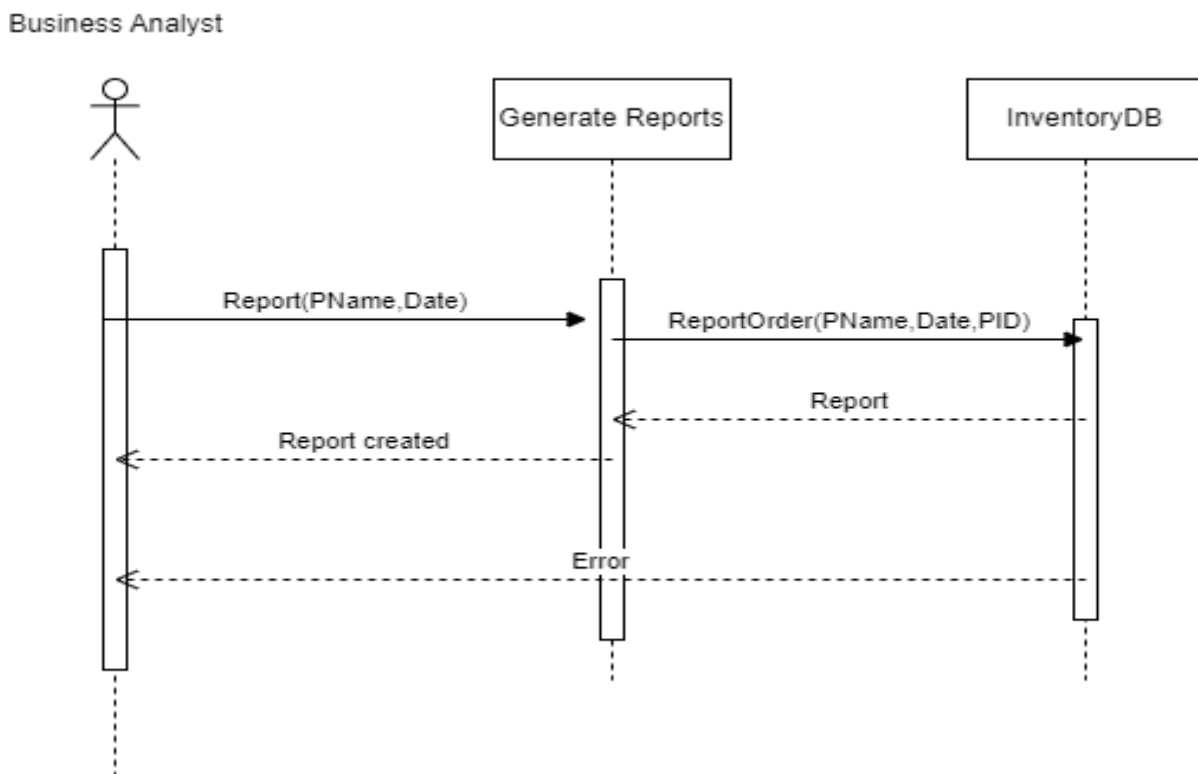 Business Analyst
Generate Reports
InventoryDB
Report(PName,Date)
ReportOrder(PName,Date,PID)
Report
Report created
Error